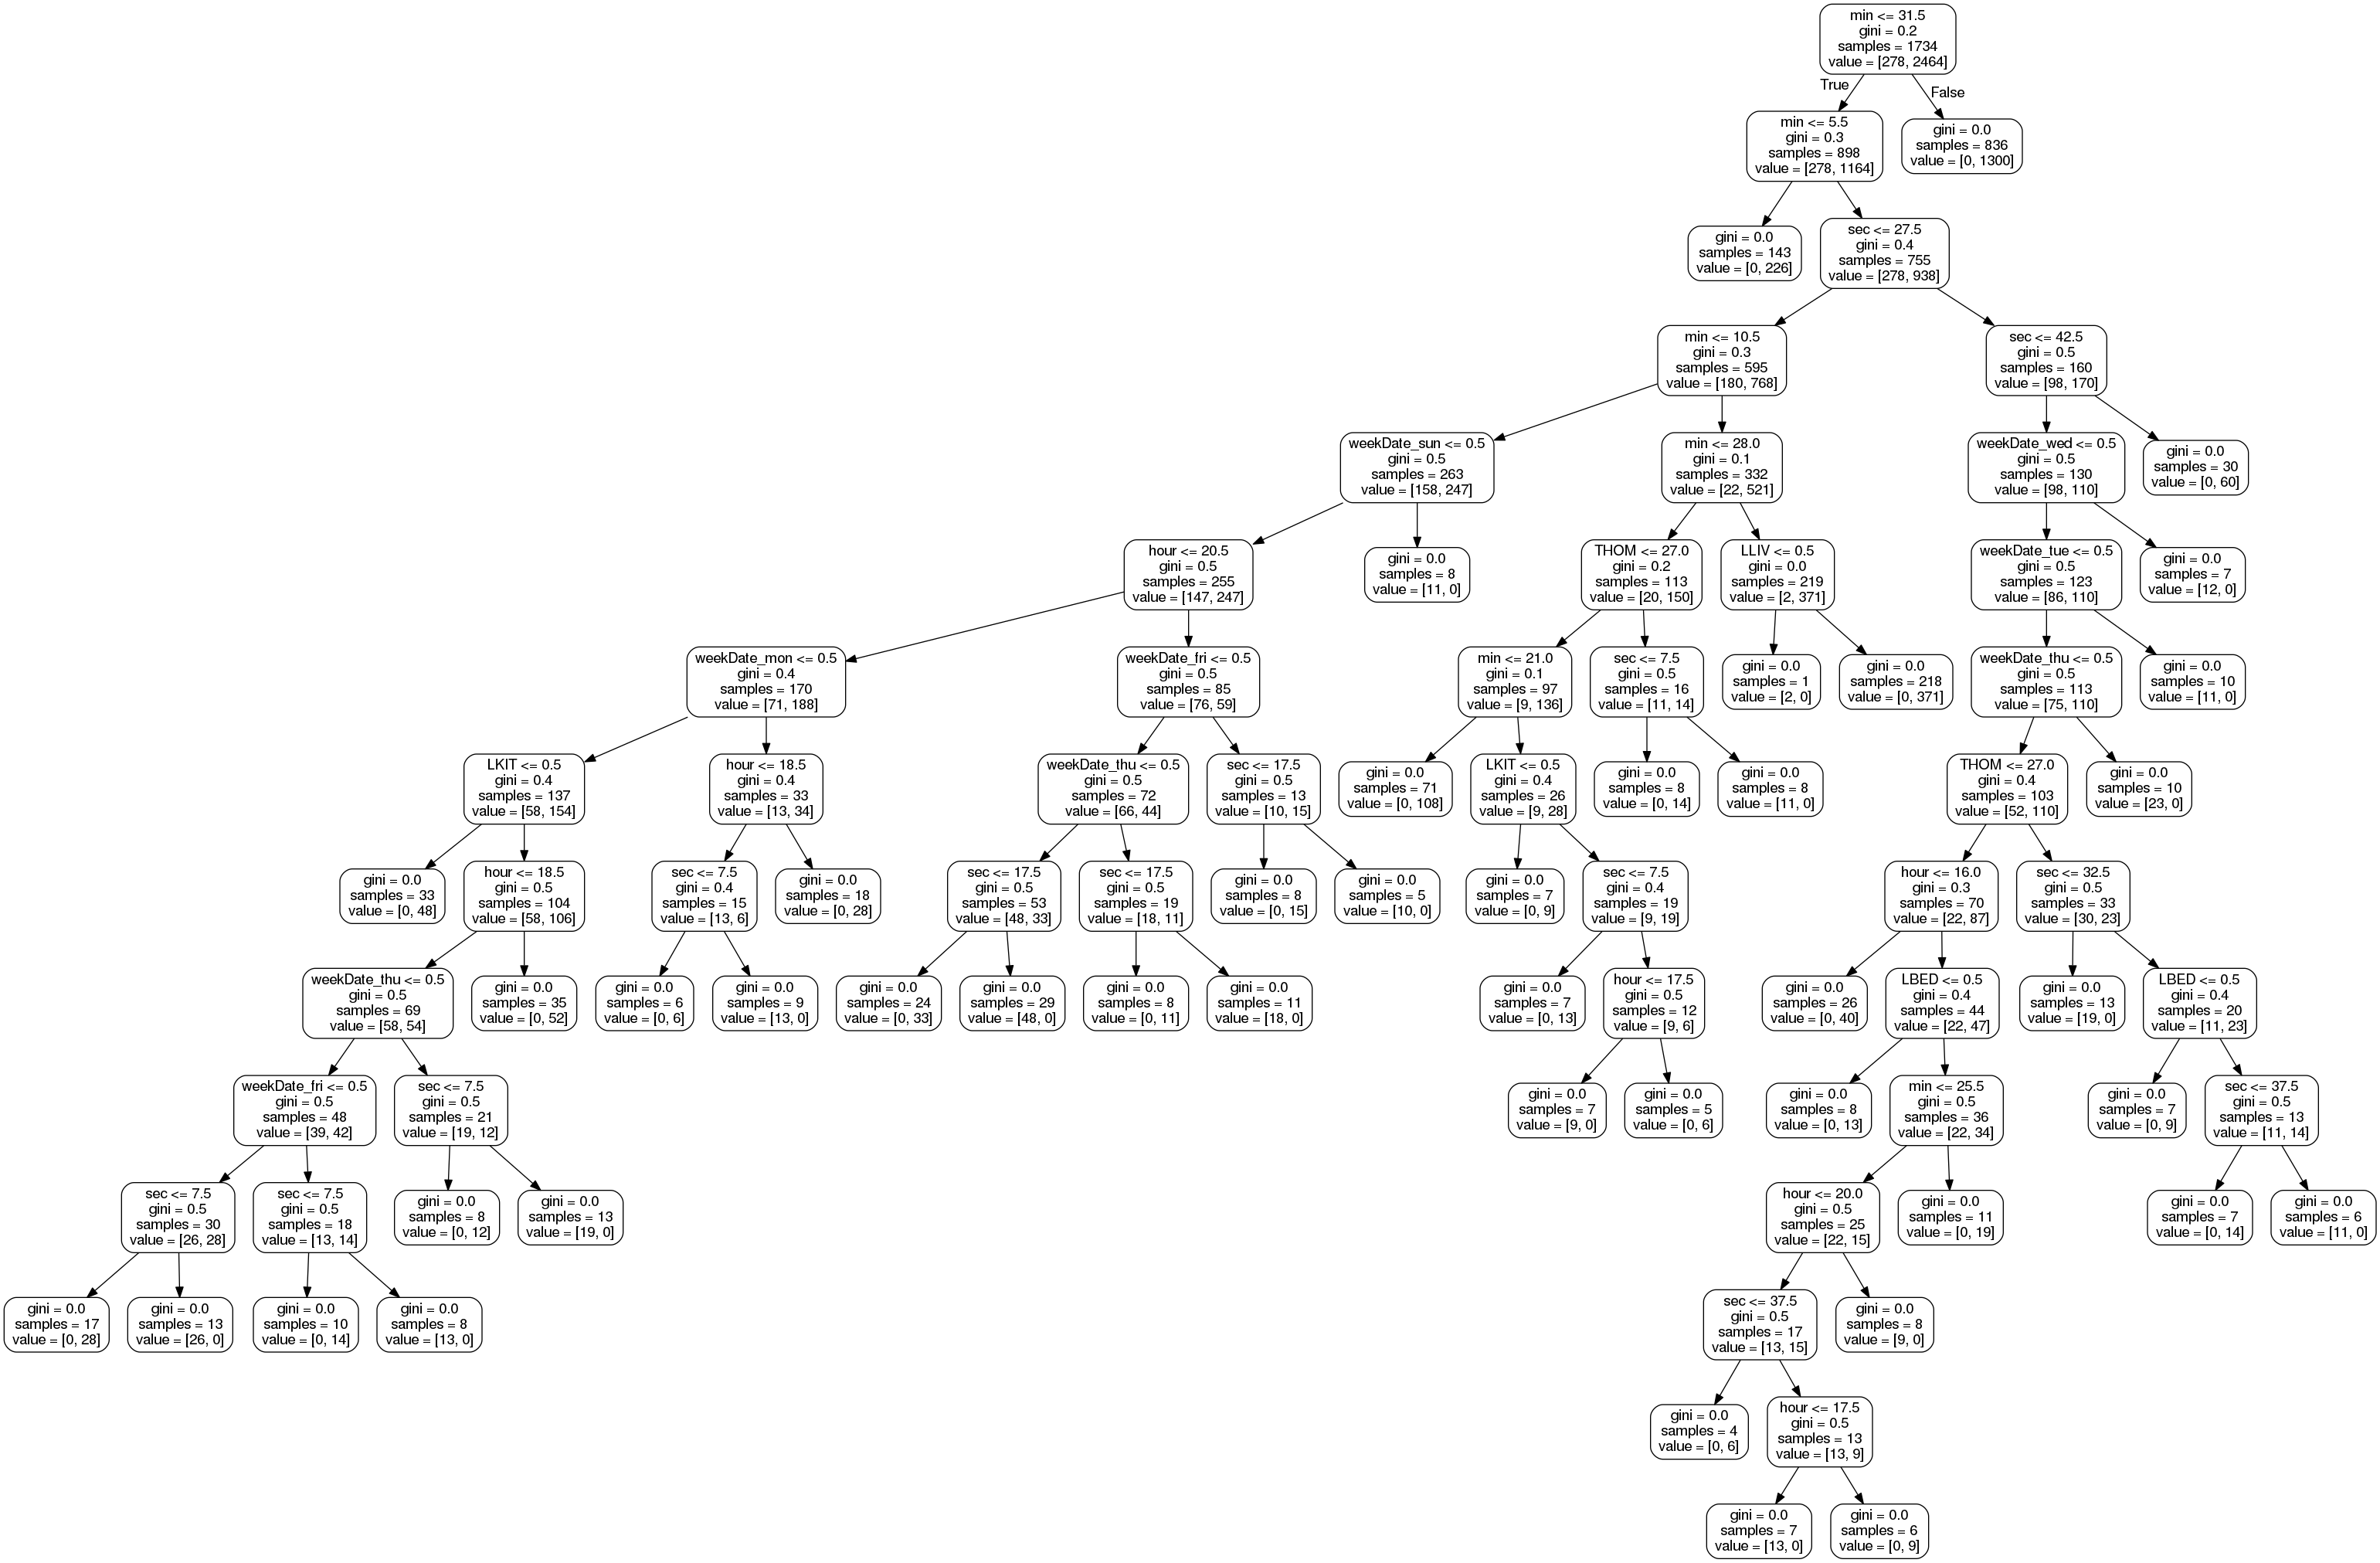 min <= 31.5
gini = 0.2
samples = 1734
value = [278, 2464]
True
False
min <= 5.5
gini = 0.3
samples = 898
value = [278, 1164]
gini = 0.0
samples = 836
value = [0, 1300]
gini = 0.0
samples = 143
value = [0, 226]
sec <= 27.5
gini = 0.4
samples = 755
value = [278, 938]
min <= 10.5
gini = 0.3
samples = 595
value = [180, 768]
sec <= 42.5
gini = 0.5
samples = 160
value = [98, 170]
weekDate_sun <= 0.5
gini = 0.5
samples = 263
value = [158, 247]
min <= 28.0
gini = 0.1
samples = 332
value = [22, 521]
weekDate_wed <= 0.5
gini = 0.5
samples = 130
value = [98, 110]
gini = 0.0
samples = 30
value = [0, 60]
hour <= 20.5
gini = 0.5
samples = 255
value = [147, 247]
gini = 0.0
samples = 8
value = [11, 0]
THOM <= 27.0
gini = 0.2
samples = 113
value = [20, 150]
LLIV <= 0.5
gini = 0.0
samples = 219
value = [2, 371]
weekDate_tue <= 0.5
gini = 0.5
samples = 123
value = [86, 110]
gini = 0.0
samples = 7
value = [12, 0]
weekDate_mon <= 0.5
gini = 0.4
samples = 170
value = [71, 188]
weekDate_fri <= 0.5
gini = 0.5
samples = 85
value = [76, 59]
min <= 21.0
gini = 0.1
samples = 97
value = [9, 136]
sec <= 7.5
gini = 0.5
samples = 16
value = [11, 14]
gini = 0.0
samples = 1
value = [2, 0]
gini = 0.0
samples = 218
value = [0, 371]
weekDate_thu <= 0.5
gini = 0.5
samples = 113
value = [75, 110]
gini = 0.0
samples = 10
value = [11, 0]
LKIT <= 0.5
gini = 0.4
samples = 137
value = [58, 154]
hour <= 18.5
gini = 0.4
samples = 33
value = [13, 34]
weekDate_thu <= 0.5
gini = 0.5
samples = 72
value = [66, 44]
sec <= 17.5
gini = 0.5
samples = 13
value = [10, 15]
gini = 0.0
samples = 71
value = [0, 108]
LKIT <= 0.5
gini = 0.4
samples = 26
value = [9, 28]
gini = 0.0
samples = 8
value = [0, 14]
gini = 0.0
samples = 8
value = [11, 0]
THOM <= 27.0
gini = 0.4
samples = 103
value = [52, 110]
gini = 0.0
samples = 10
value = [23, 0]
gini = 0.0
samples = 33
value = [0, 48]
hour <= 18.5
gini = 0.5
samples = 104
value = [58, 106]
sec <= 7.5
gini = 0.4
samples = 15
value = [13, 6]
gini = 0.0
samples = 18
value = [0, 28]
sec <= 17.5
gini = 0.5
samples = 53
value = [48, 33]
sec <= 17.5
gini = 0.5
samples = 19
value = [18, 11]
gini = 0.0
samples = 8
value = [0, 15]
gini = 0.0
samples = 5
value = [10, 0]
gini = 0.0
samples = 7
value = [0, 9]
sec <= 7.5
gini = 0.4
samples = 19
value = [9, 19]
hour <= 16.0
gini = 0.3
samples = 70
value = [22, 87]
sec <= 32.5
gini = 0.5
samples = 33
value = [30, 23]
weekDate_thu <= 0.5
gini = 0.5
samples = 69
value = [58, 54]
gini = 0.0
samples = 35
value = [0, 52]
gini = 0.0
samples = 6
value = [0, 6]
gini = 0.0
samples = 9
value = [13, 0]
gini = 0.0
samples = 24
value = [0, 33]
gini = 0.0
samples = 29
value = [48, 0]
gini = 0.0
samples = 8
value = [0, 11]
gini = 0.0
samples = 11
value = [18, 0]
gini = 0.0
samples = 7
value = [0, 13]
hour <= 17.5
gini = 0.5
samples = 12
value = [9, 6]
gini = 0.0
samples = 26
value = [0, 40]
LBED <= 0.5
gini = 0.4
samples = 44
value = [22, 47]
gini = 0.0
samples = 13
value = [19, 0]
LBED <= 0.5
gini = 0.4
samples = 20
value = [11, 23]
weekDate_fri <= 0.5
gini = 0.5
samples = 48
value = [39, 42]
sec <= 7.5
gini = 0.5
samples = 21
value = [19, 12]
gini = 0.0
samples = 7
value = [9, 0]
gini = 0.0
samples = 5
value = [0, 6]
gini = 0.0
samples = 8
value = [0, 13]
min <= 25.5
gini = 0.5
samples = 36
value = [22, 34]
gini = 0.0
samples = 7
value = [0, 9]
sec <= 37.5
gini = 0.5
samples = 13
value = [11, 14]
sec <= 7.5
gini = 0.5
samples = 30
value = [26, 28]
sec <= 7.5
gini = 0.5
samples = 18
value = [13, 14]
gini = 0.0
samples = 8
value = [0, 12]
gini = 0.0
samples = 13
value = [19, 0]
hour <= 20.0
gini = 0.5
samples = 25
value = [22, 15]
gini = 0.0
samples = 11
value = [0, 19]
gini = 0.0
samples = 7
value = [0, 14]
gini = 0.0
samples = 6
value = [11, 0]
gini = 0.0
samples = 17
value = [0, 28]
gini = 0.0
samples = 13
value = [26, 0]
gini = 0.0
samples = 10
value = [0, 14]
gini = 0.0
samples = 8
value = [13, 0]
sec <= 37.5
gini = 0.5
samples = 17
value = [13, 15]
gini = 0.0
samples = 8
value = [9, 0]
gini = 0.0
samples = 4
value = [0, 6]
hour <= 17.5
gini = 0.5
samples = 13
value = [13, 9]
gini = 0.0
samples = 7
value = [13, 0]
gini = 0.0
samples = 6
value = [0, 9]